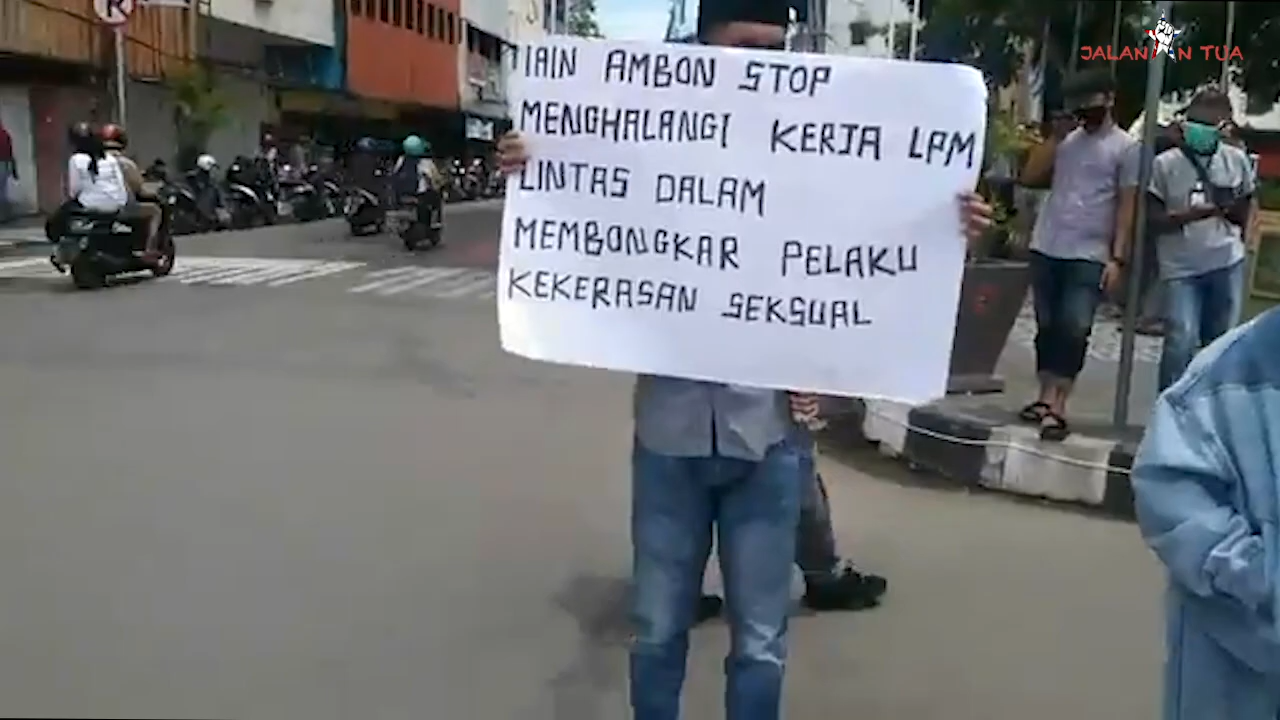 JALANAN TUA
IAIN AMBON STOP
MENGHALANGI KERJA LPM
LINTAS DALAM
MEMBONGKAR PELAKU
KEKERASAN SEKSUAL